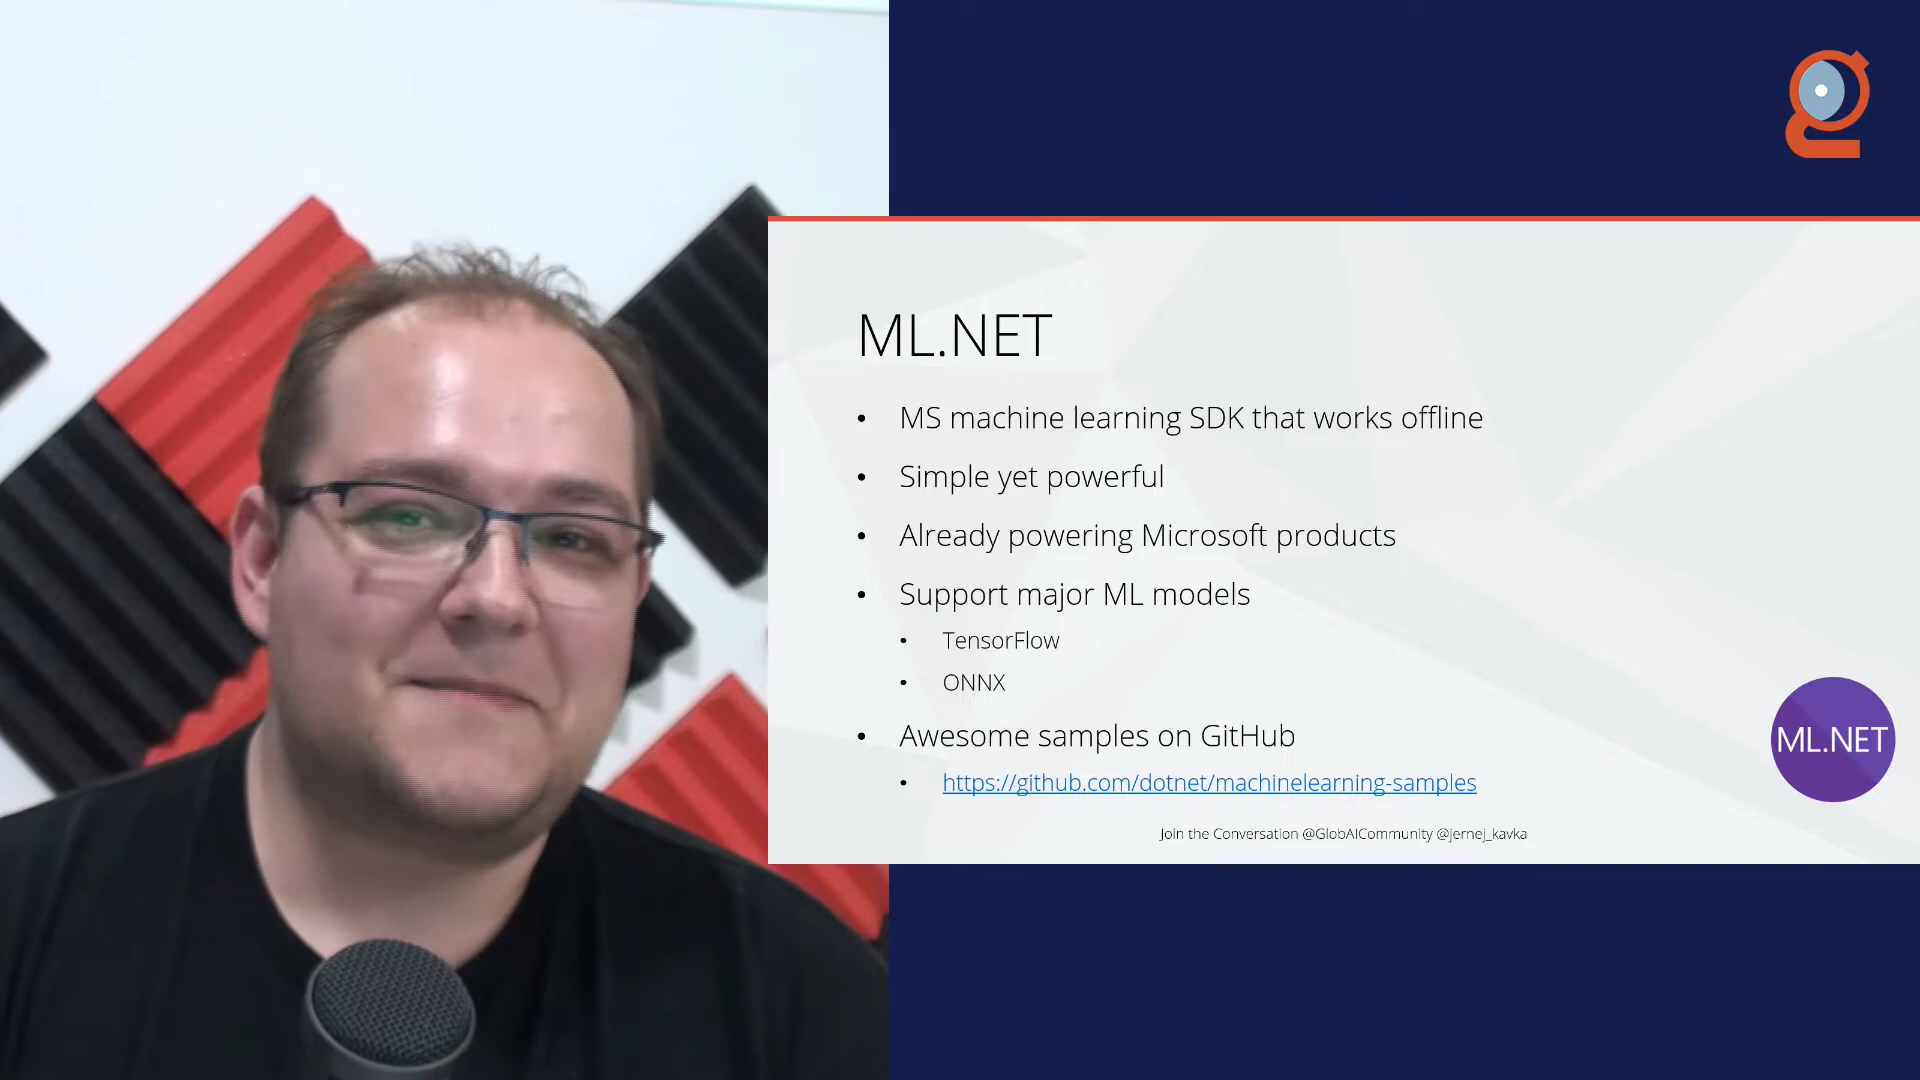 ML.NET
• MS machine learning SDK that works offline
• Simple yet powerful
• Already powering Microsoft products
• Support major ML models
• TensorFlow
• ONNX
• Awesome samples on GitHub
• https://github.com/dotnet/machinelearning-samples
ML.NET
Join the Conversation @GlobAICommunity @jernej_kavka